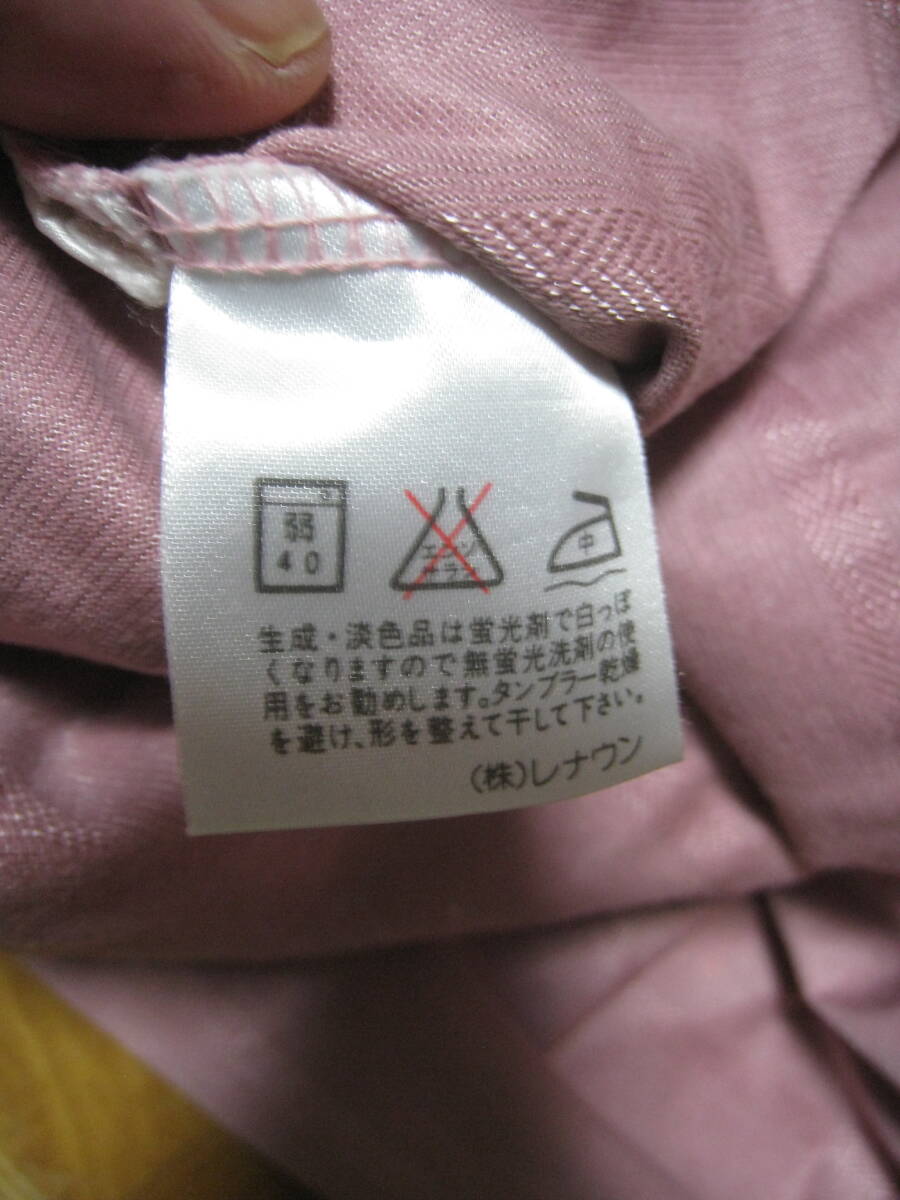 弱
40
エンソ
サラシ
中
生成・淡色品は蛍光剤で白っぽ
くなりますので無蛍光洗剤の使
用をお勧めします。タンブラー乾燥
を避け、形を整えて干して下さい。
(株)レナウン